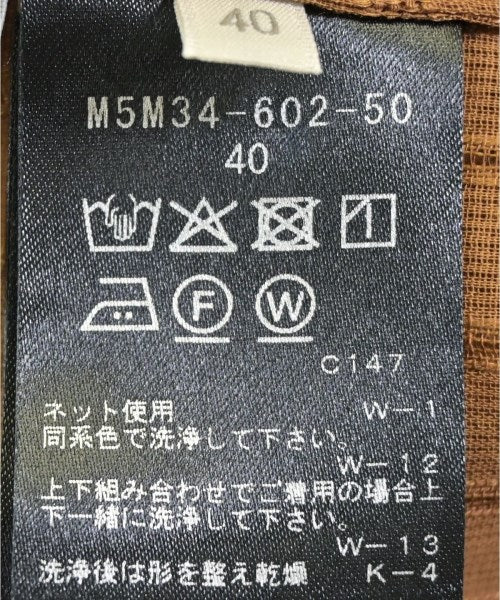 40
M5M34-602-50
40
F W
C147
ネット使用 W-1
同系色で洗浄して下さい。
W-12
上下組み合わせてご着用の場合上
下一緒に洗浄して下さい。
W-13
洗浄後は形を整え乾燥 K-4